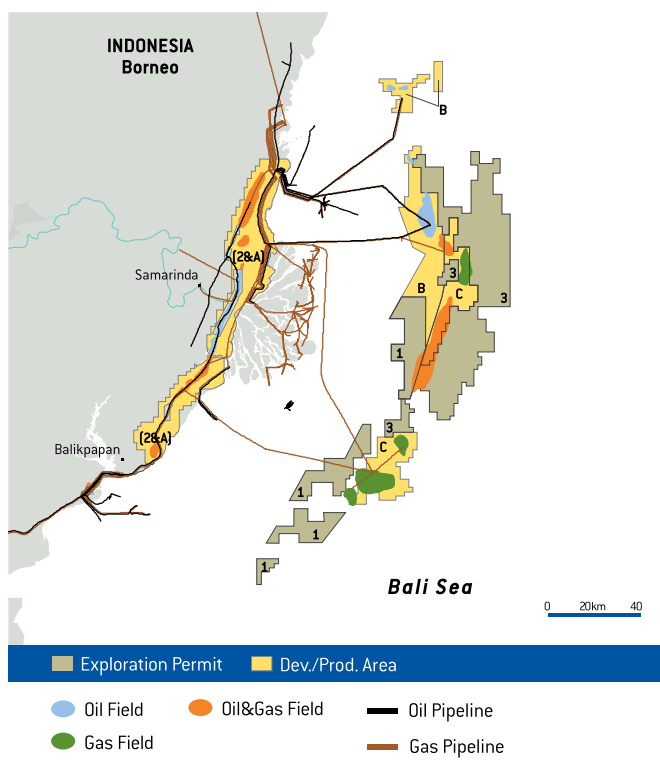 INDONESIA
Borneo
B
(2&A)
Samarinda
3
B
C
3
1
3
(2&A)
C
Balikpapan
1
1
1
Bali Sea
0 20km 40
Exploration Permit
Dev./Prod. Area
Oil Field
Oil&Gas Field
Oil Pipeline
Gas Field
Gas Pipeline